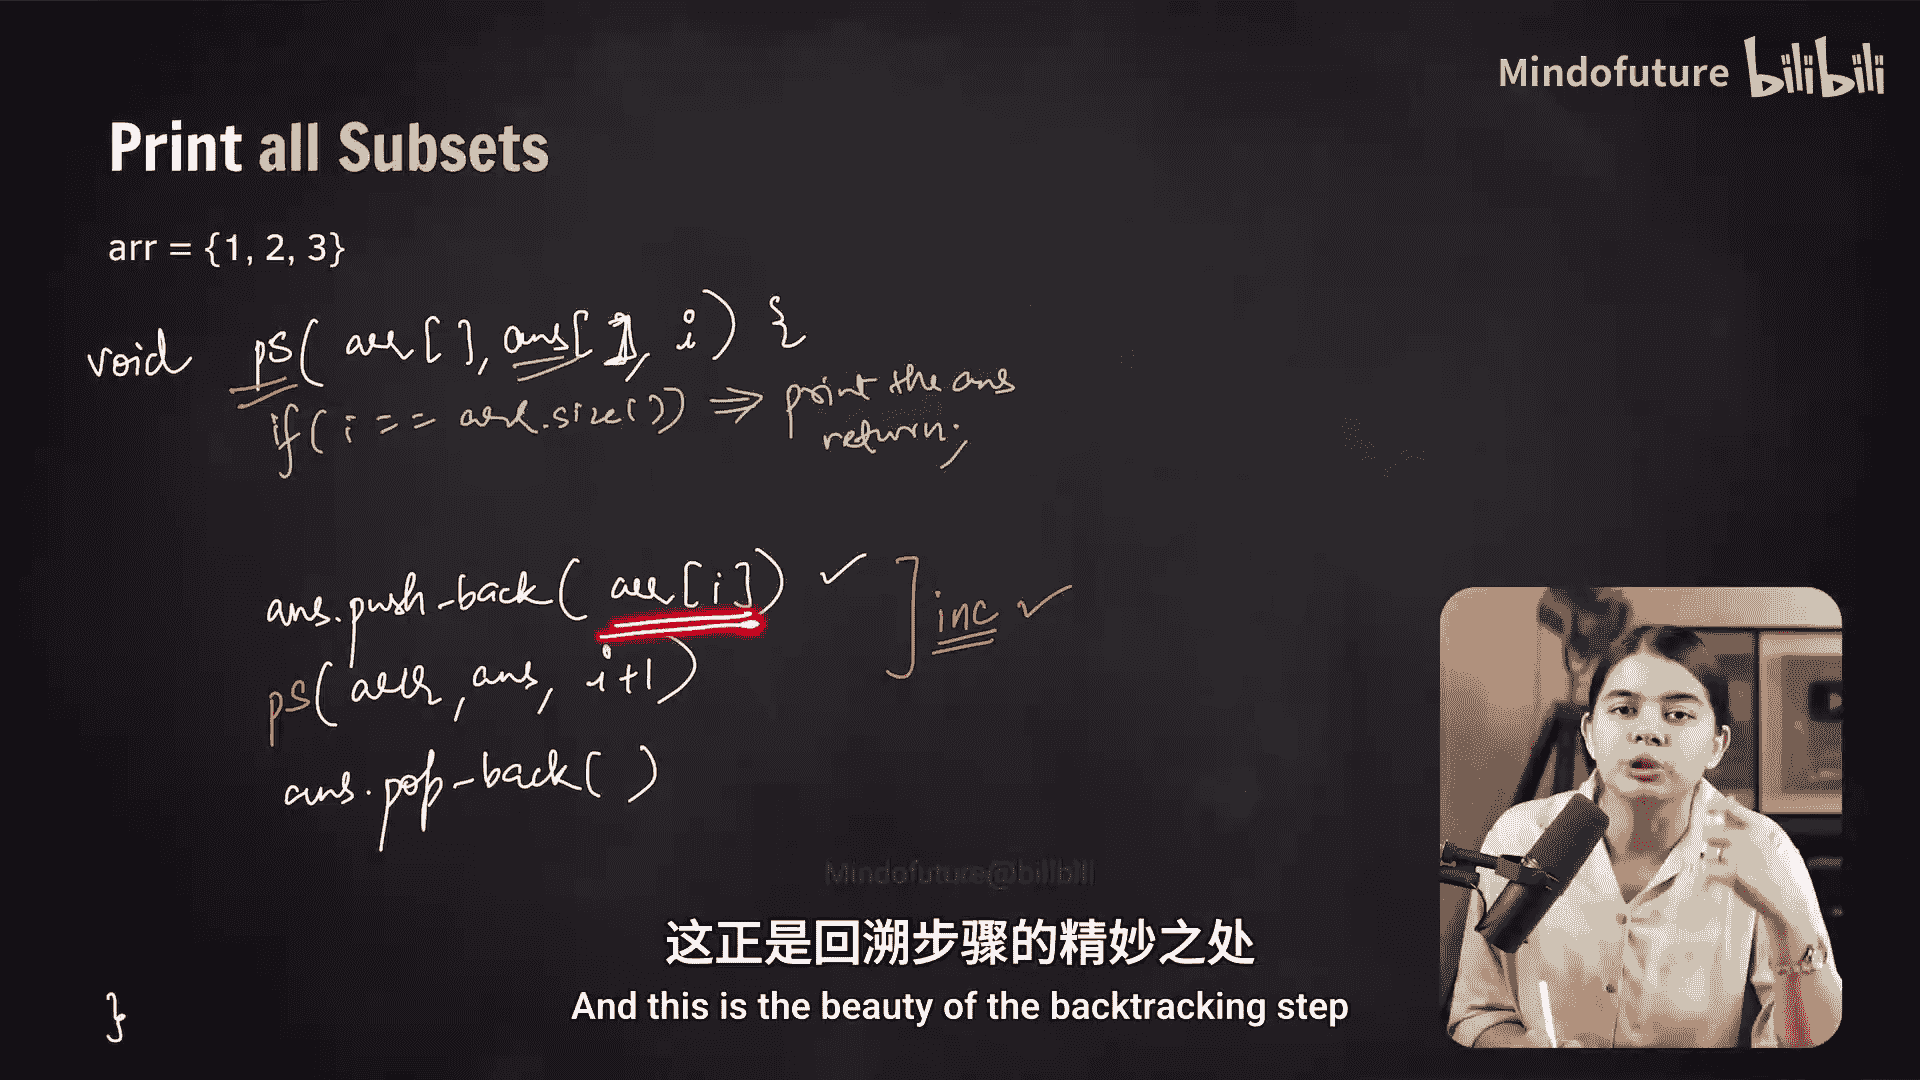 Mindofuture bilibili
Print all Subsets
arr = {1, 2, 3}
void ps( arr[ ], ans[ ], i ) {
if( i == arr.size( ) ) ⇒ print the ans
return;
ans.push_back( arr[i] ) ✓ ] inc ✓
ps( arr, ans, i+1 )
ans.pop_back( )
Mindofuture@bilibili
这正是回溯步骤的精妙之处
And this is the beauty of the backtracking step
}